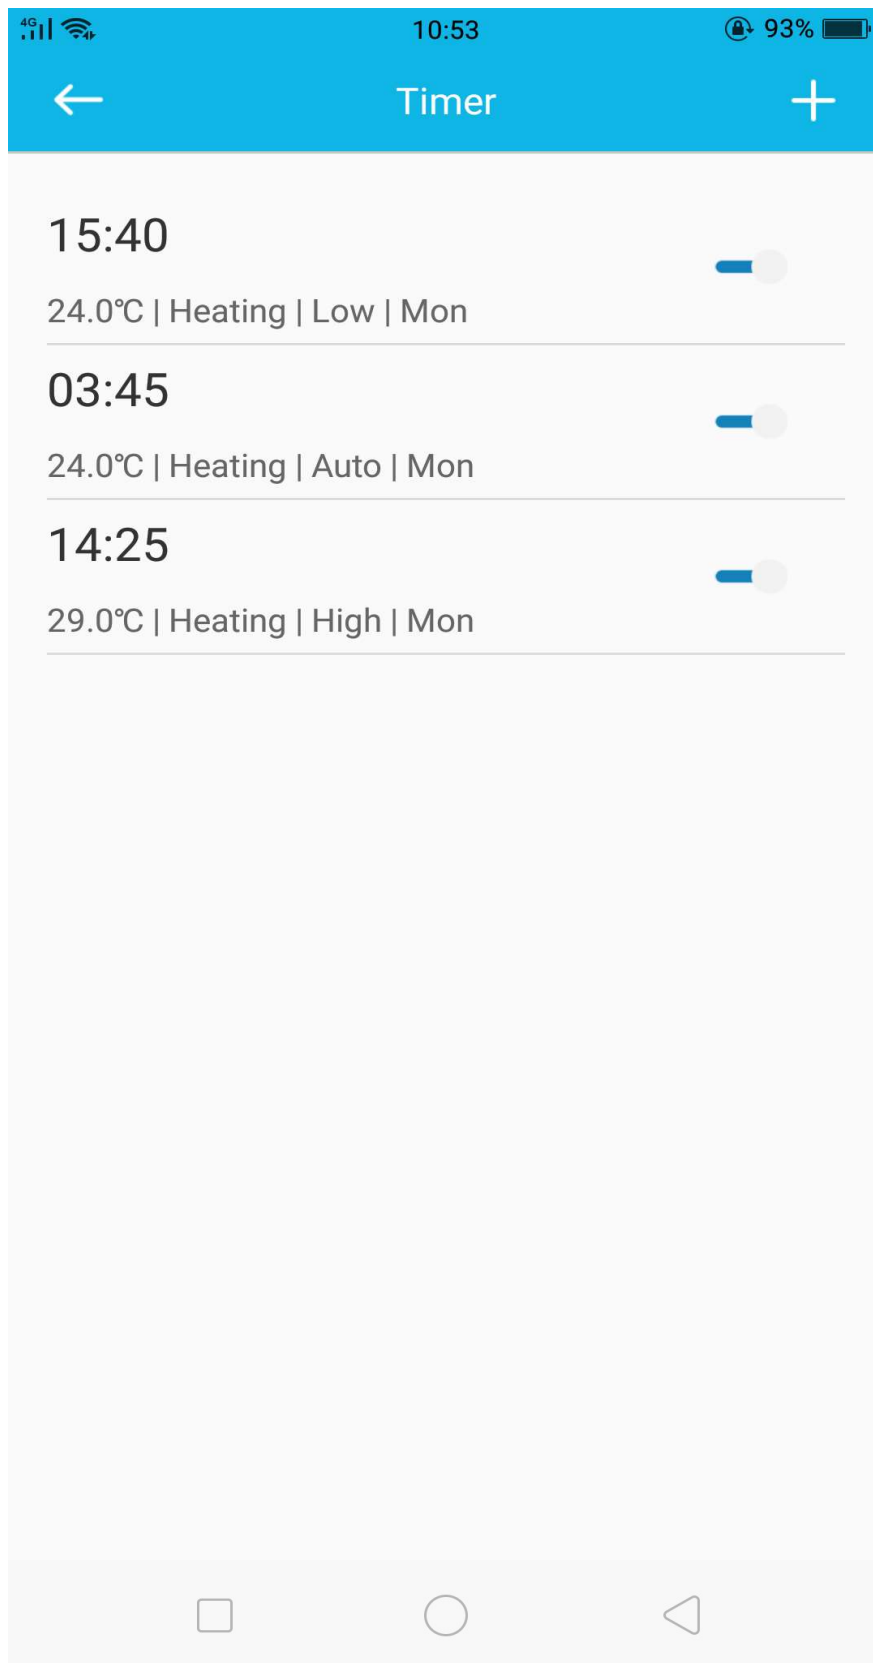 4G 10:53 93%
Timer
15:40
24.0℃ | Heating | Low | Mon
03:45
24.0℃ | Heating | Auto | Mon
14:25
29.0℃ | Heating | High | Mon